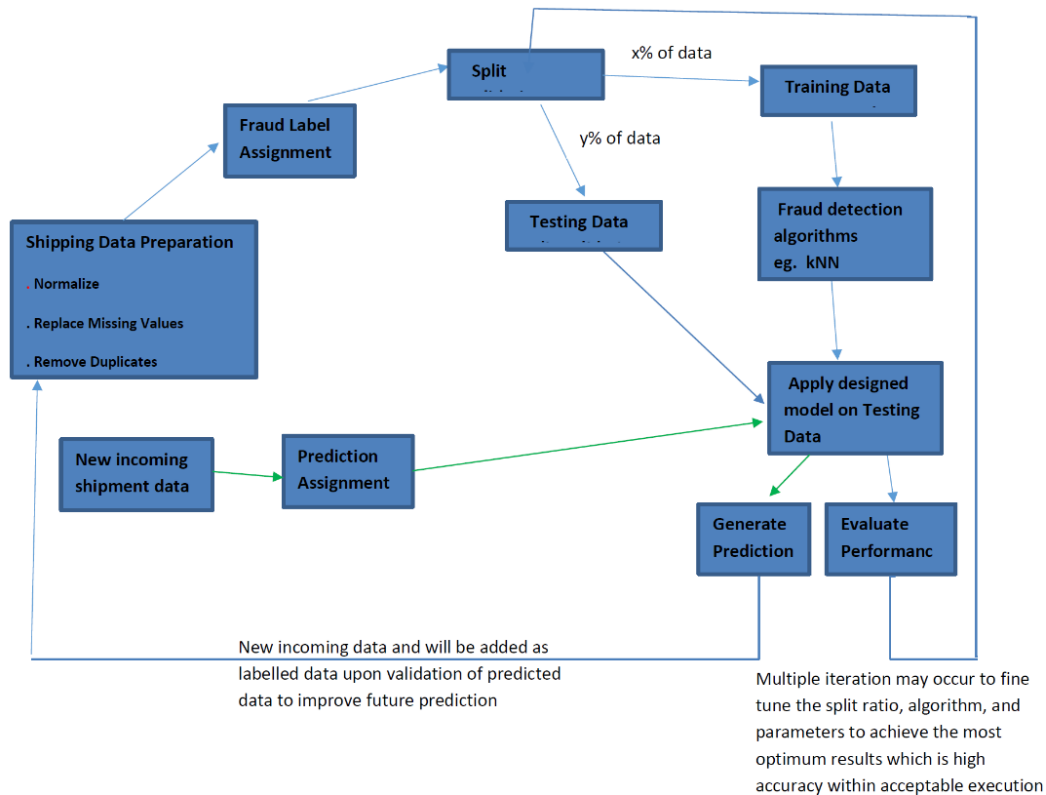 Split
x% of data
Training Data
Fraud Label
Assignment
y% of data
Testing Data
Fraud detection
algorithms
eg. kNN
Shipping Data Preparation
. Normalize
. Replace Missing Values
. Remove Duplicates
Apply designed
model on Testing
Data
New incoming
shipment data
Prediction
Assignment
Generate
Prediction
Evaluate
Performanc
New incoming data and will be added as
labelled data upon validation of predicted
data to improve future prediction
Multiple iteration may occur to fine
tune the split ratio, algorithm, and
parameters to achieve the most
optimum results which is high
accuracy within acceptable execution